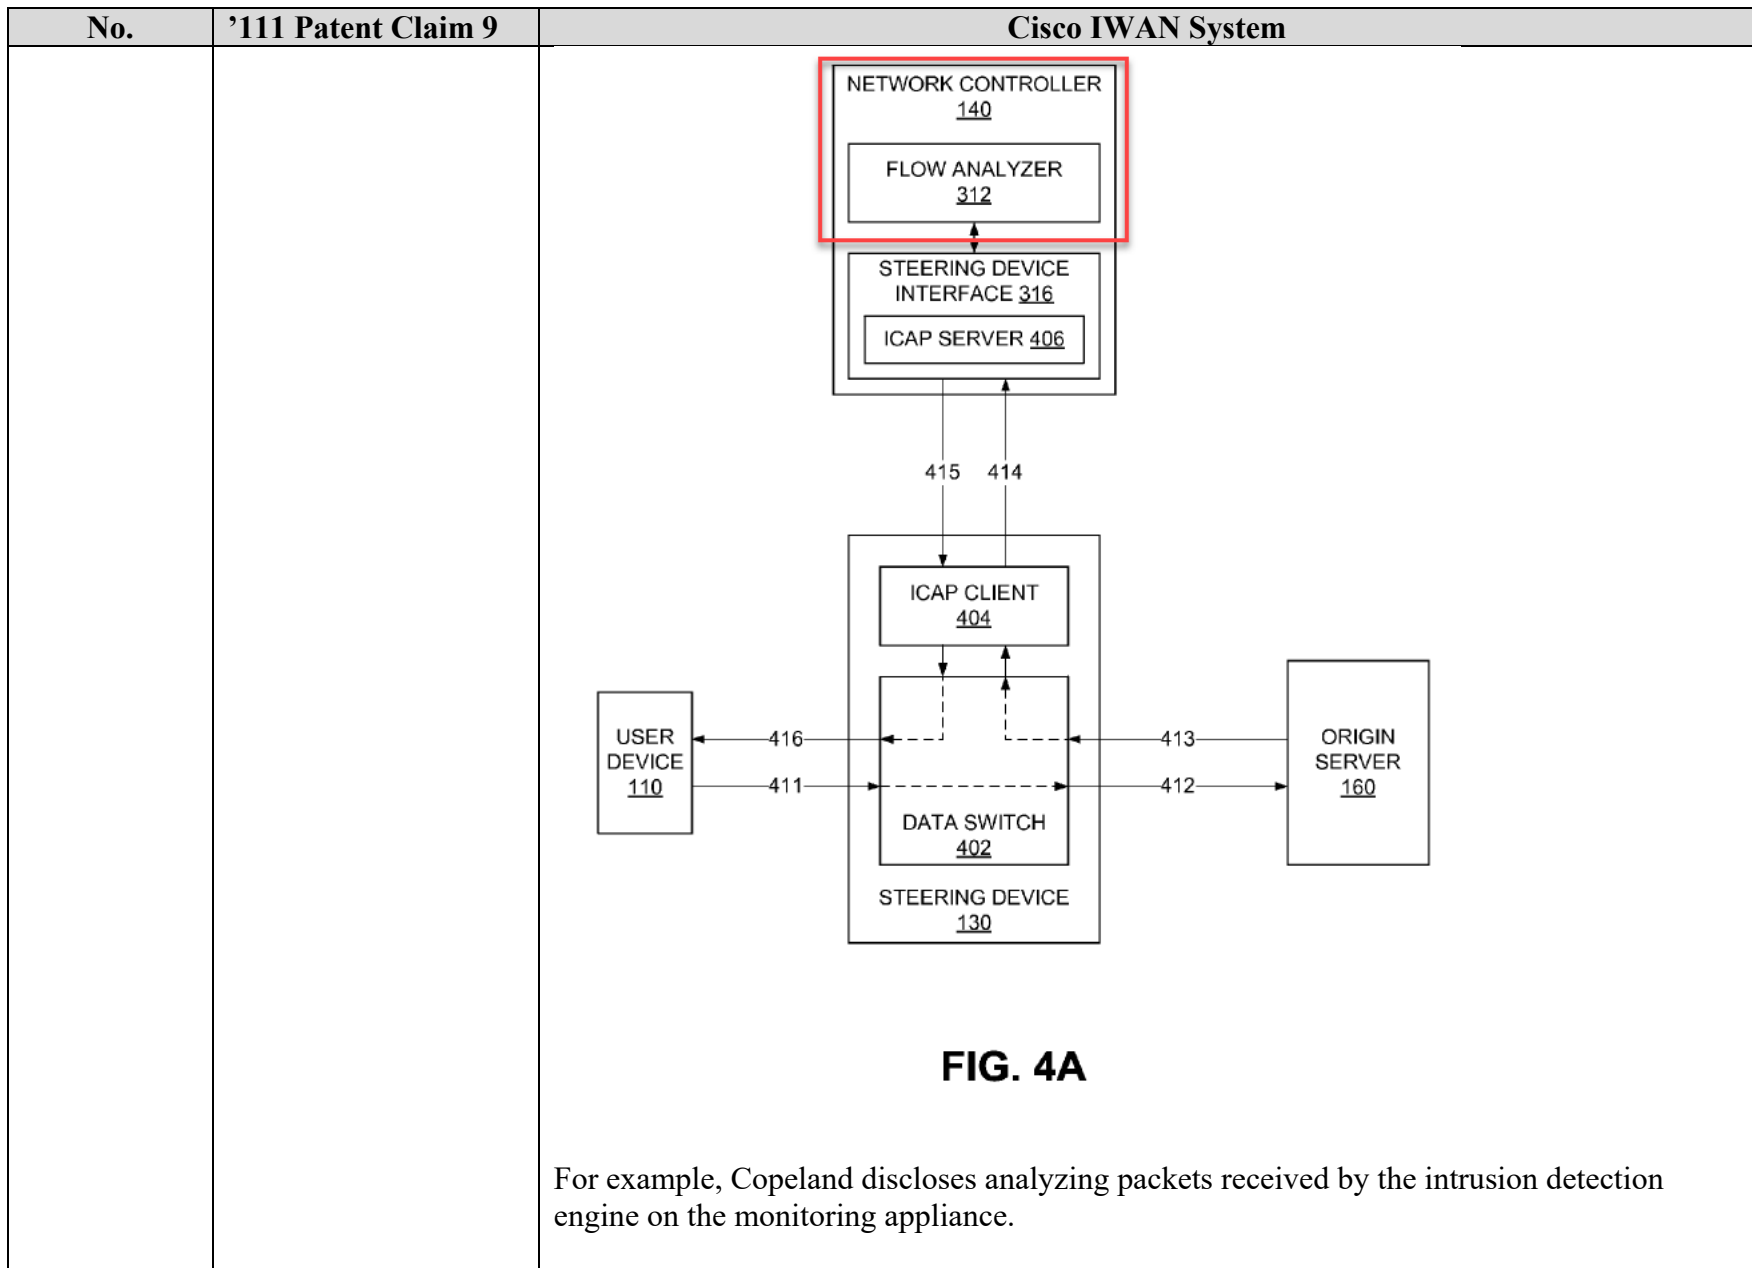 No.
’111 Patent Claim 9
Cisco IWAN System
NETWORK CONTROLLER
140
FLOW ANALYZER
312
STEERING DEVICE
INTERFACE 316
ICAP SERVER 406
415
414
ICAP CLIENT
404
USER
DEVICE
110
416
411
413
412
ORIGIN
SERVER
160
DATA SWITCH
402
STEERING DEVICE
130
FIG. 4A
For example, Copeland discloses analyzing packets received by the intrusion detection
engine on the monitoring appliance.